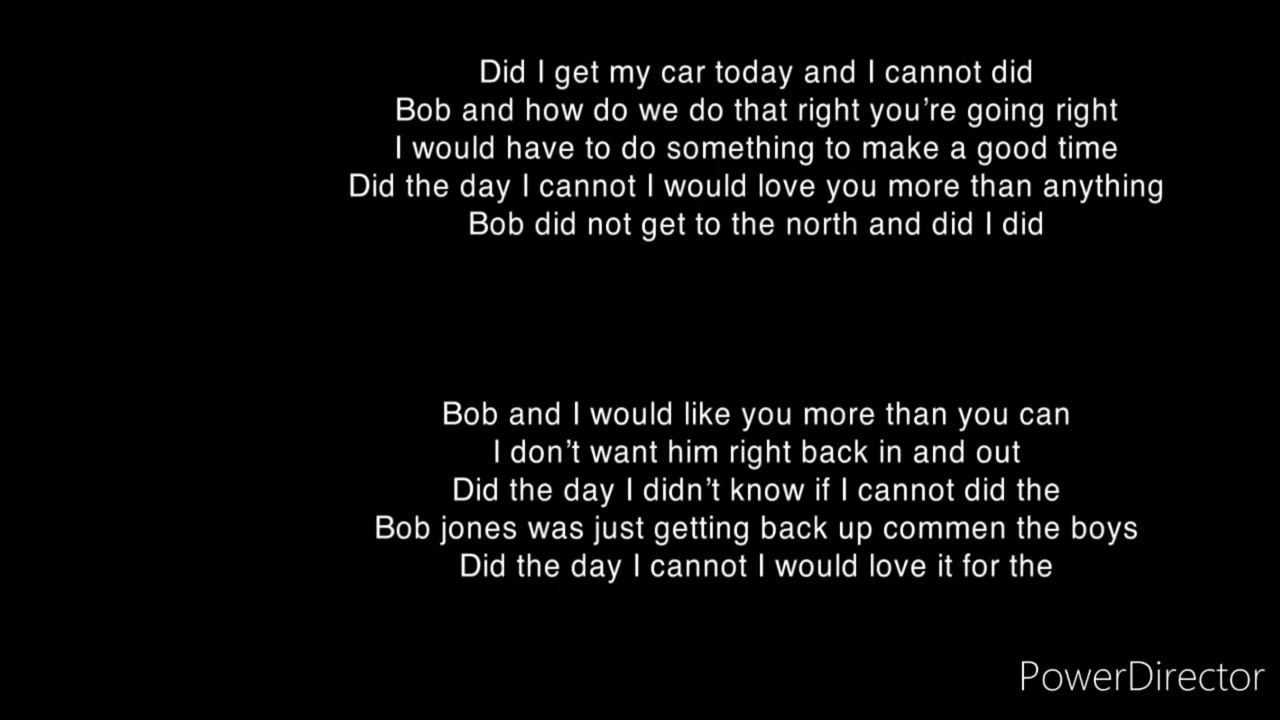 Did I get my car today and I cannot did
Bob and how do we do that right you’re going right
I would have to do something to make a good time
Did the day I cannot I would love you more than anything
Bob did not get to the north and did I did
Bob and I would like you more than you can
I don’t want him right back in and out
Did the day I didn’t know if I cannot did the
Bob jones was just getting back up commen the boys
Did the day I cannot I would love it for the
PowerDirector